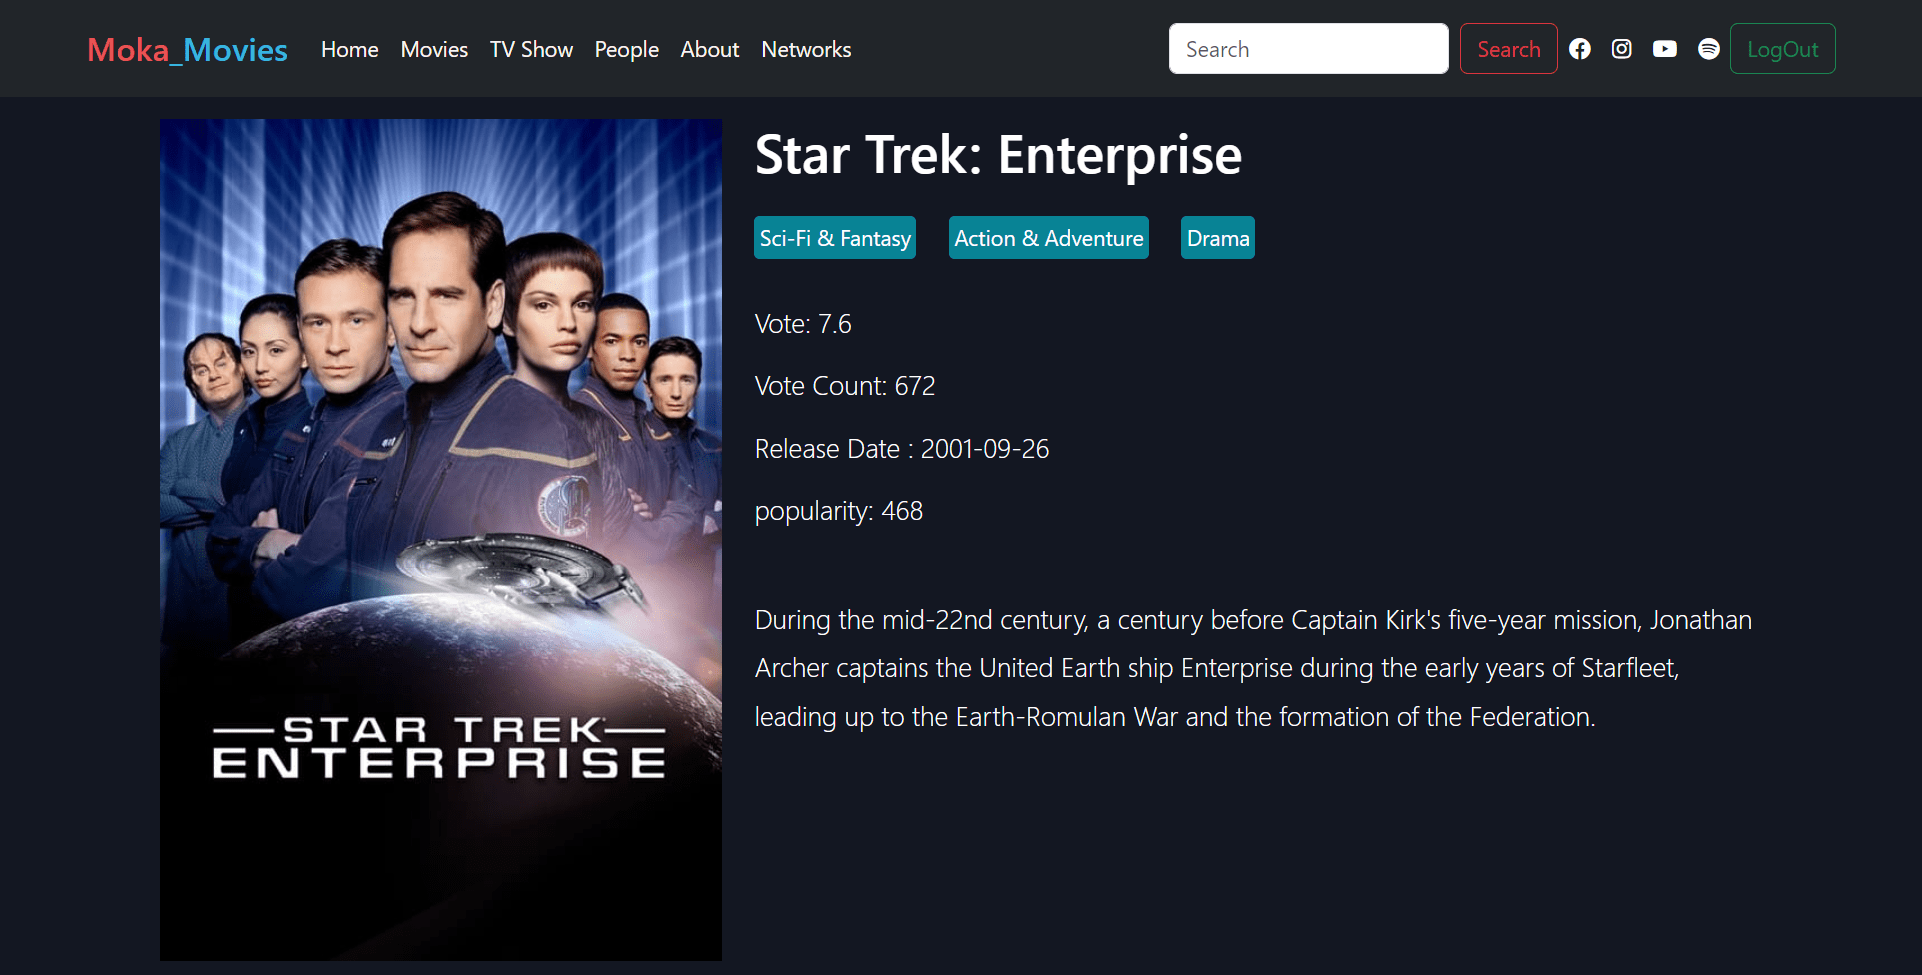 Moka_Movies Home Movies TV Show People About Networks Search Search LogOut
Star Trek: Enterprise
Sci-Fi & Fantasy Action & Adventure Drama
Vote: 7.6
Vote Count: 672
Release Date : 2001-09-26
popularity: 468
During the mid-22nd century, a century before Captain Kirk's five-year mission, Jonathan
Archer captains the United Earth ship Enterprise during the early years of Starfleet,
leading up to the Earth-Romulan War and the formation of the Federation.
STAR TREK
ENTERPRISE